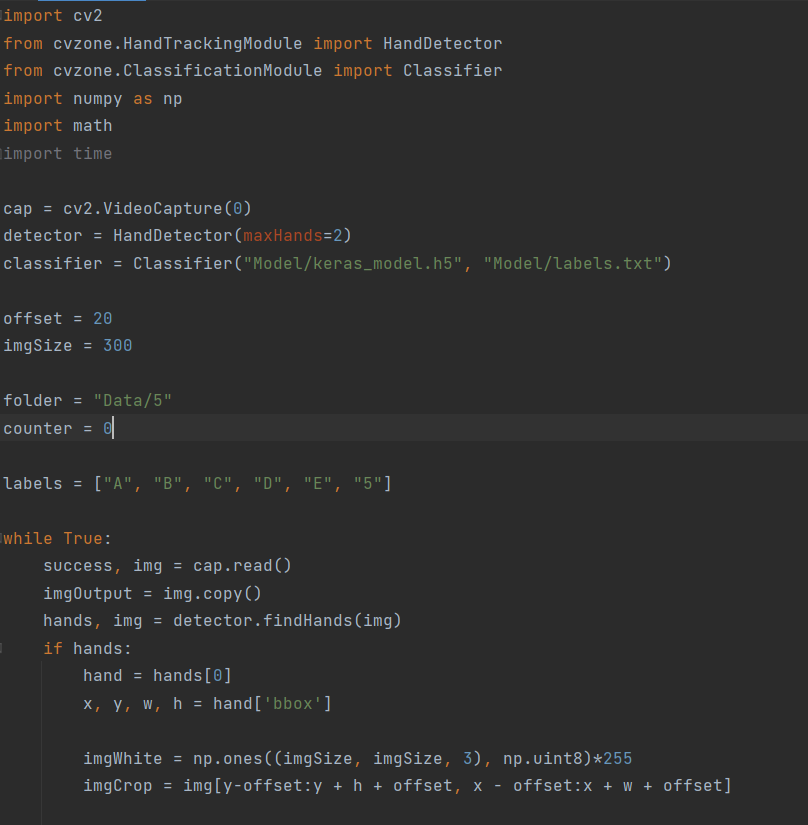 import cv2
from cvzone.HandTrackingModule import HandDetector
from cvzone.ClassificationModule import Classifier
import numpy as np
import math
import time
cap = cv2.VideoCapture(0)
detector = HandDetector(maxHands=2)
classifier = Classifier("Model/keras_model.h5", "Model/labels.txt")
offset = 20
imgSize = 300
folder = "Data/5"
counter = 0
labels = ["A", "B", "C", "D", "E", "5"]
while True:
    success, img = cap.read()
    imgOutput = img.copy()
    hands, img = detector.findHands(img)
    if hands:
        hand = hands[0]
        x, y, w, h = hand['bbox']
        imgWhite = np.ones((imgSize, imgSize, 3), np.uint8)*255
        imgCrop = img[y-offset:y + h + offset, x - offset:x + w + offset]